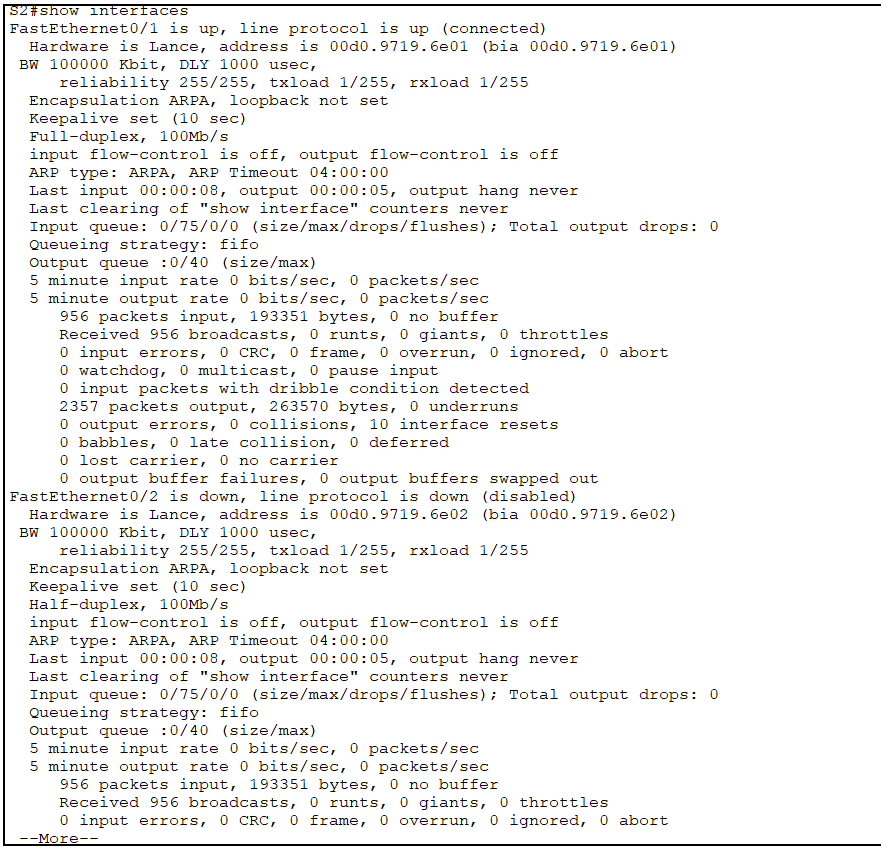 S2#show interfaces
FastEthernet0/1 is up, line protocol is up (connected)
  Hardware is Lance, address is 00d0.9719.6e01 (bia 00d0.9719.6e01)
 BW 100000 Kbit, DLY 1000 usec,
     reliability 255/255, txload 1/255, rxload 1/255
  Encapsulation ARPA, loopback not set
  Keepalive set (10 sec)
  Full-duplex, 100Mb/s
  input flow-control is off, output flow-control is off
  ARP type: ARPA, ARP Timeout 04:00:00
  Last input 00:00:08, output 00:00:05, output hang never
  Last clearing of "show interface" counters never
  Input queue: 0/75/0/0 (size/max/drops/flushes); Total output drops: 0
  Queueing strategy: fifo
  Output queue :0/40 (size/max)
  5 minute input rate 0 bits/sec, 0 packets/sec
  5 minute output rate 0 bits/sec, 0 packets/sec
     956 packets input, 193351 bytes, 0 no buffer
     Received 956 broadcasts, 0 runts, 0 giants, 0 throttles
     0 input errors, 0 CRC, 0 frame, 0 overrun, 0 ignored, 0 abort
     0 watchdog, 0 multicast, 0 pause input
     0 input packets with dribble condition detected
     2357 packets output, 263570 bytes, 0 underruns
     0 output errors, 0 collisions, 10 interface resets
     0 babbles, 0 late collision, 0 deferred
     0 lost carrier, 0 no carrier
     0 output buffer failures, 0 output buffers swapped out
FastEthernet0/2 is down, line protocol is down (disabled)
  Hardware is Lance, address is 00d0.9719.6e02 (bia 00d0.9719.6e02)
 BW 100000 Kbit, DLY 1000 usec,
     reliability 255/255, txload 1/255, rxload 1/255
  Encapsulation ARPA, loopback not set
  Keepalive set (10 sec)
  Half-duplex, 100Mb/s
  input flow-control is off, output flow-control is off
  ARP type: ARPA, ARP Timeout 04:00:00
  Last input 00:00:08, output 00:00:05, output hang never
  Last clearing of "show interface" counters never
  Input queue: 0/75/0/0 (size/max/drops/flushes); Total output drops: 0
  Queueing strategy: fifo
  Output queue :0/40 (size/max)
  5 minute input rate 0 bits/sec, 0 packets/sec
  5 minute output rate 0 bits/sec, 0 packets/sec
     956 packets input, 193351 bytes, 0 no buffer
     Received 956 broadcasts, 0 runts, 0 giants, 0 throttles
     0 input errors, 0 CRC, 0 frame, 0 overrun, 0 ignored, 0 abort
 --More--